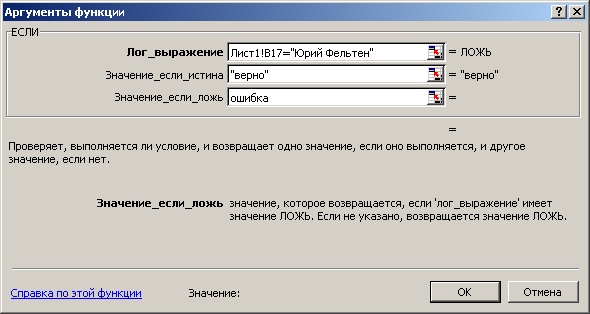 Аргументы функции
ЕСЛИ
Лог_выражение Лист1!B17="Юрий Фельтен" = ЛОЖЬ
Значение_если_истина "верно" = "верно"
Значение_если_ложь ошибка =
=
Проверяет, выполняется ли условие, и возвращает одно значение, если оно выполняется, и другое
значение, если нет.
Значение_если_ложь значение, которое возвращается, если 'лог_выражение' имеет
значение ЛОЖЬ. Если не указано, возвращается значение ЛОЖЬ.
Справка по этой функции Значение: ОК Отмена